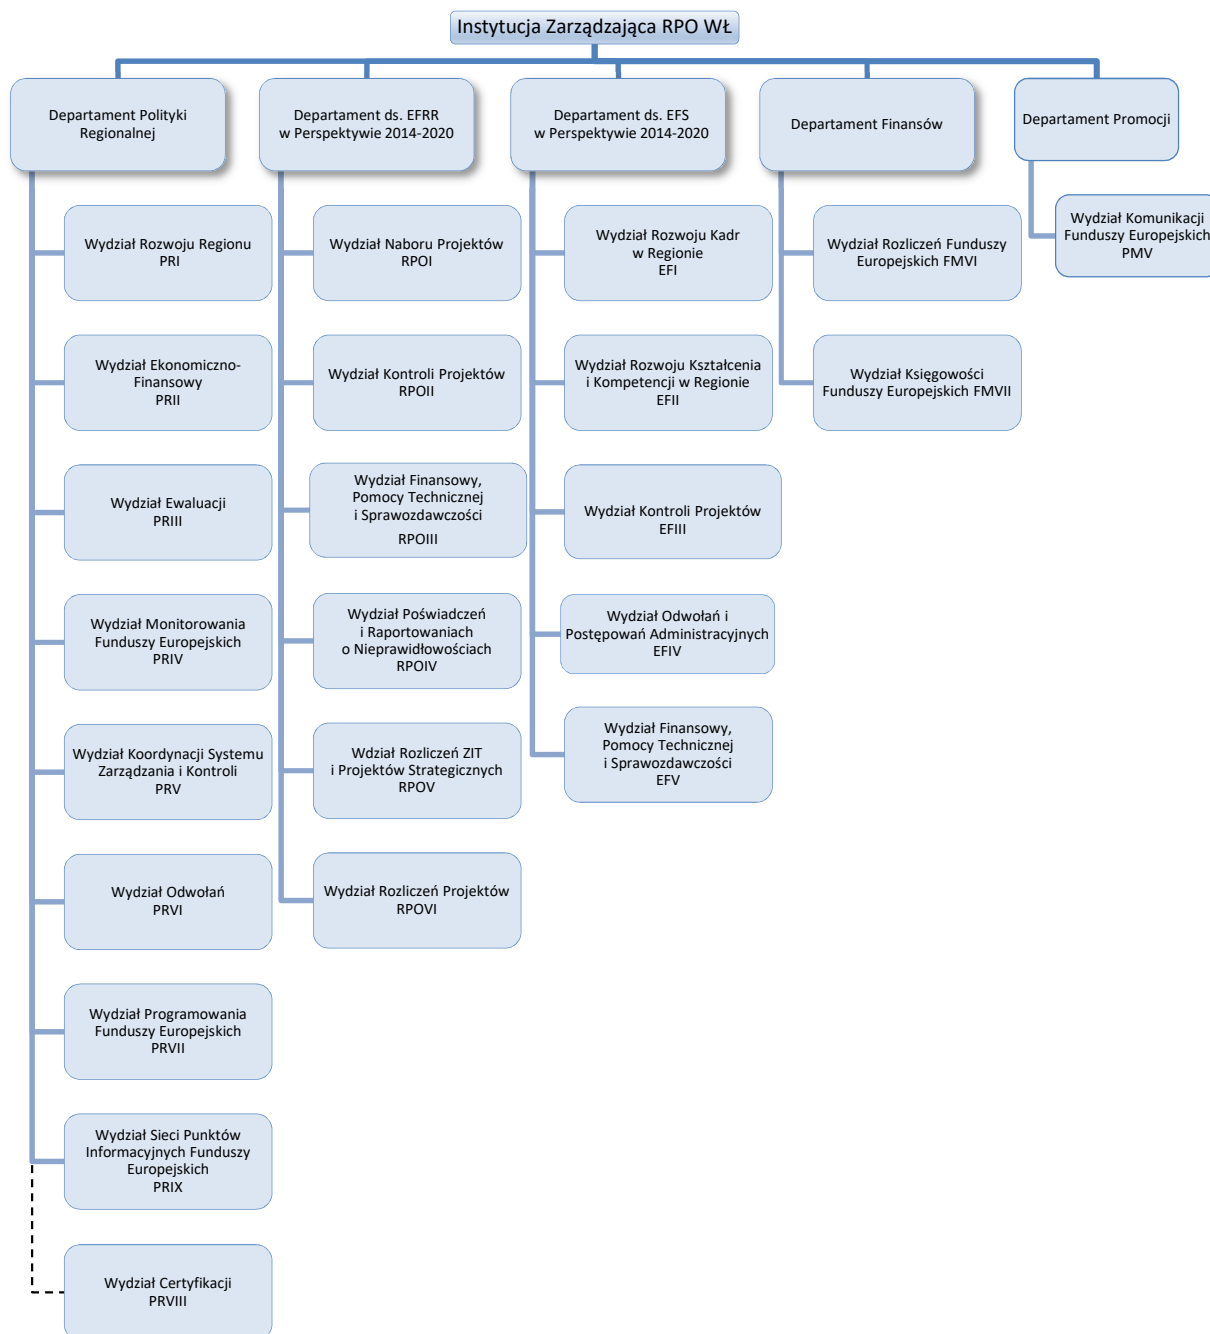 Instytucja Zarządzająca RPO WŁ
Departament Polityki
Regionalnej
Wydział Rozwoju Regionu
PRI
Wydział Ekonomiczno-
Finansowy
PRII
Wydział Ewaluacji
PRIII
Wydział Monitorowania
Funduszy Europejskich
PRIV
Wydział Koordynacji Systemu
Zarządzania i Kontroli
PRV
Wydział Odwołań
PRVI
Wydział Programowania
Funduszy Europejskich
PRVII
Wydział Sieci Punktów
Informacyjnych Funduszy
Europejskich
PRIX
Wydział Certyfikacji
PRVIII
Departament ds. EFRR
w Perspektywie 2014-2020
Wydział Naboru Projektów
RPOI
Wydział Kontroli Projektów
RPOII
Wydział Finansowy,
Pomocy Technicznej
i Sprawozdawczości
RPOIII
Wydział Poświadczeń
i Raportowaniach
o Nieprawidłowościach
RPOIV
Wdział Rozliczeń ZIT
i Projektów Strategicznych
RPOV
Wydział Rozliczeń Projektów
RPOVI
Departament ds. EFS
w Perspektywie 2014-2020
Wydział Rozwoju Kadr
w Regionie
EFI
Wydział Rozwoju Kształcenia
i Kompetencji w Regionie
EFII
Wydział Kontroli Projektów
EFIII
Wydział Odwołań i
Postępowań Administracyjnych
EFIV
Wydział Finansowy,
Pomocy Technicznej
i Sprawozdawczości
EFV
Departament Finansów
Wydział Rozliczeń Funduszy
Europejskich FMVI
Wydział Księgowości
Funduszy Europejskich FMVII
Departament Promocji
Wydział Komunikacji
Funduszy Europejskich
PMV